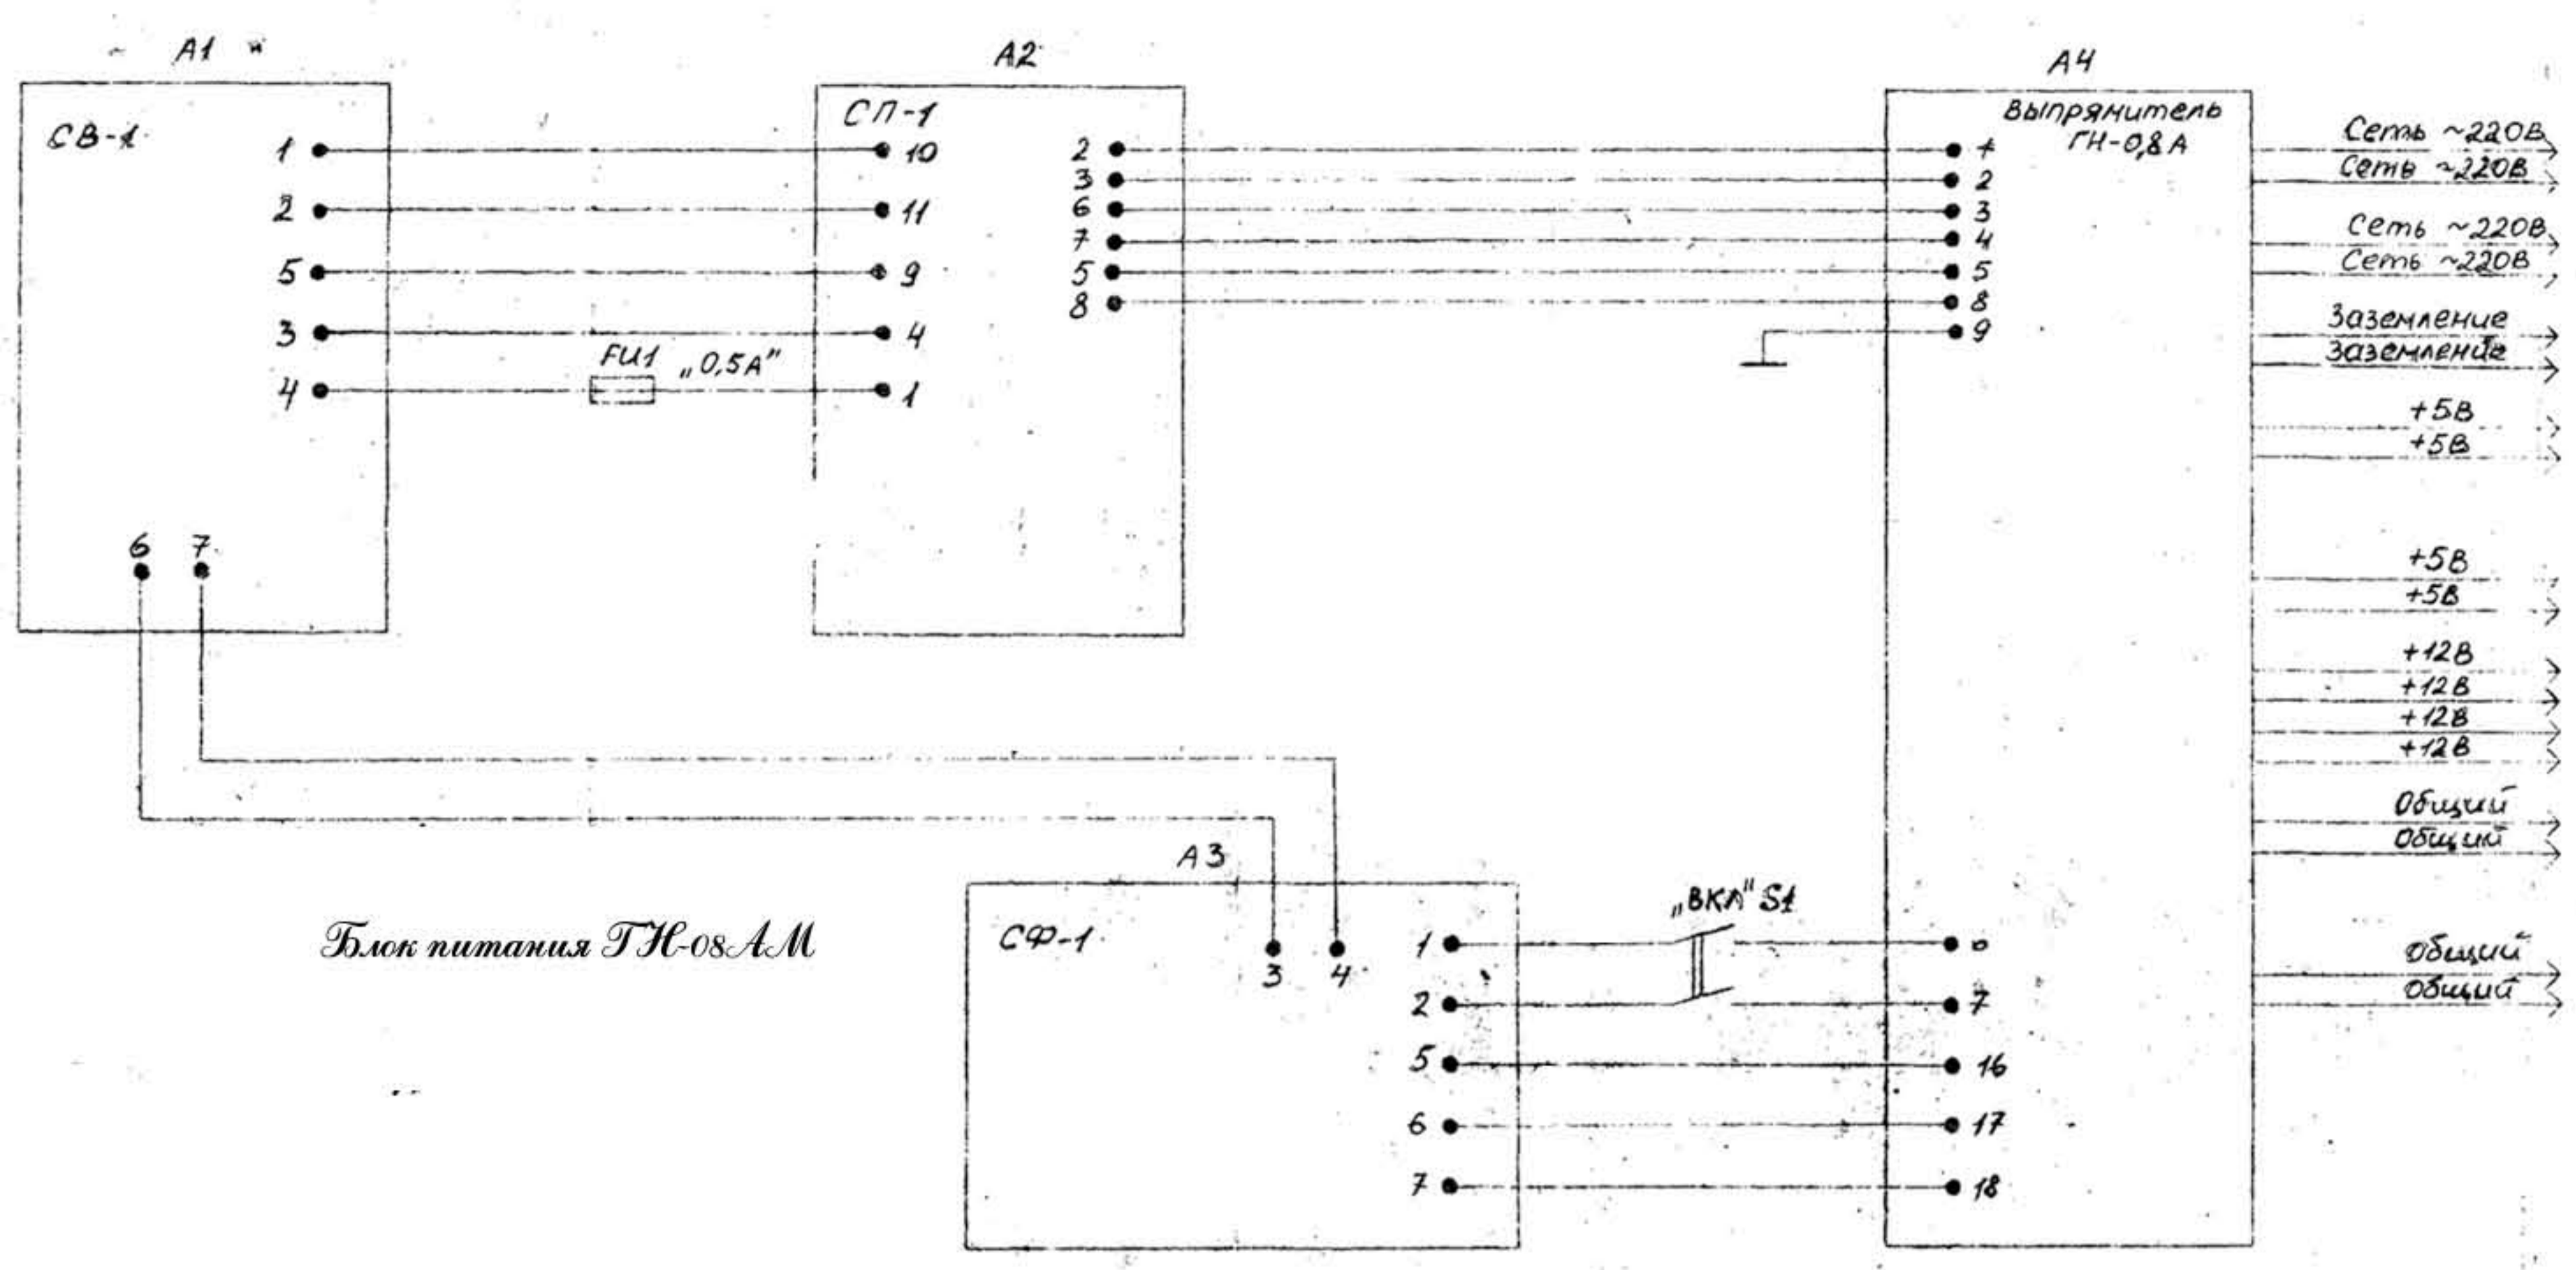 А1
А2
А4
СВ-1
СП-1
Выпрямитель
ГН-0,8А
1
2
5
3
4
6 7
10
11
9
4
1
FU1 „0,5А"
2
3
6
7
5
8
1
2
3
4
5
8
9
Сеть ~220В
Сеть ~220В
Сеть ~220В
Сеть ~220В
Заземление
Заземление
+5В
+5В
+5В
+5В
+12В
+12В
+12В
+12В
Общий
Общий
Общий
Общий
А3
СФ-1
3 4
1
2
5
6
7
„ВКЛ" S1
7
16
17
18
Блок питания ГН-08АМ